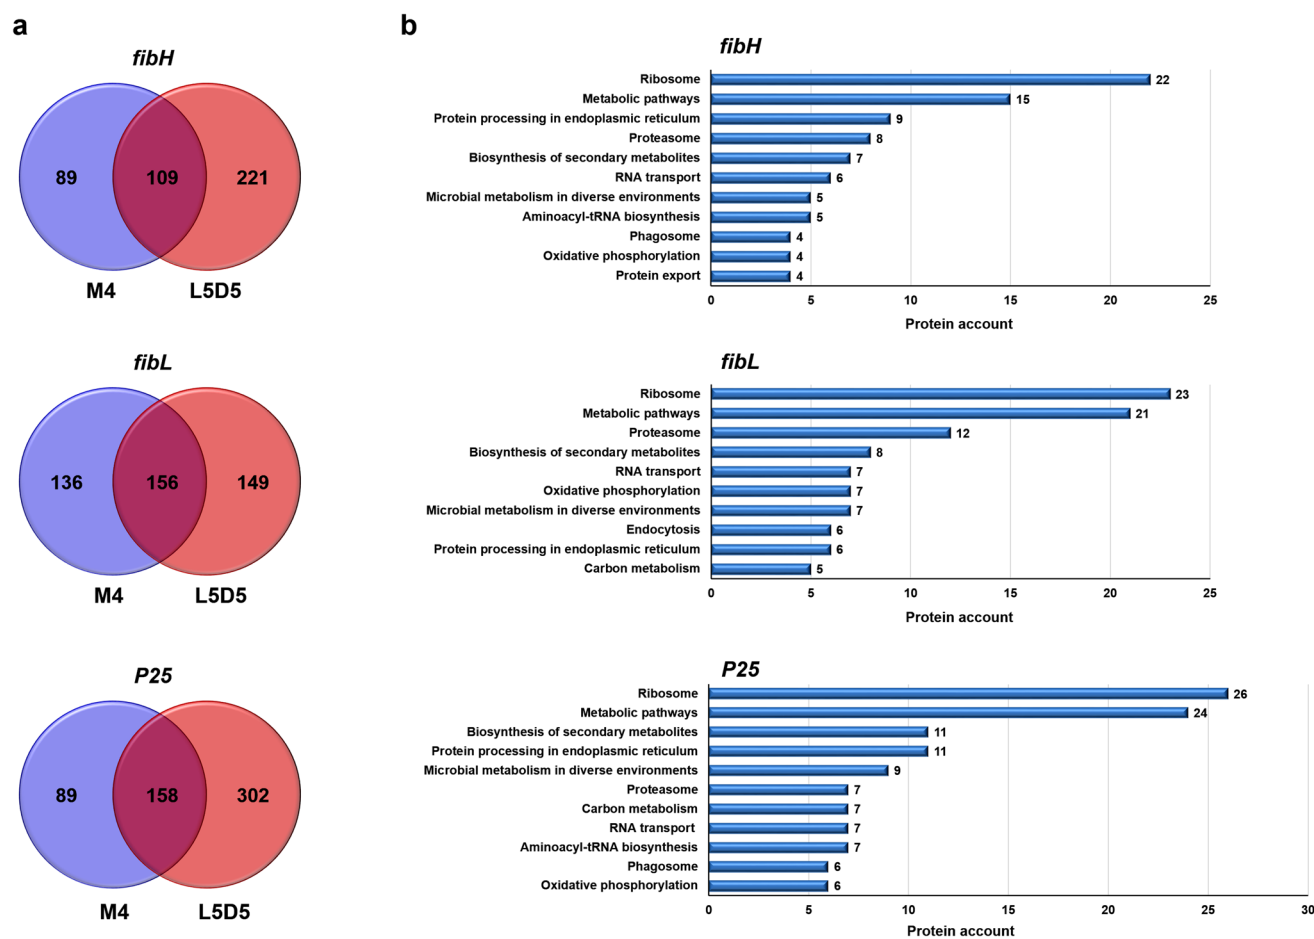 a
fibH
89
109
221
M4
L5D5
fibL
136
156
149
M4
L5D5
P25
89
158
302
M4
L5D5
b
fibH
Ribosome 22
Metabolic pathways 15
Protein processing in endoplasmic reticulum 9
Proteasome 8
Biosynthesis of secondary metabolites 7
RNA transport 6
Microbial metabolism in diverse environments 5
Aminoacyl-tRNA biosynthesis 5
Phagosome 4
Oxidative phosphorylation 4
Protein export 4
0 5 10 15 20 25
Protein account
fibL
Ribosome 23
Metabolic pathways 21
Proteasome 12
Biosynthesis of secondary metabolites 8
RNA transport 7
Oxidative phosphorylation 7
Microbial metabolism in diverse environments 7
Endocytosis 6
Protein processing in endoplasmic reticulum 6
Carbon metabolism 5
0 5 10 15 20 25
Protein account
P25
Ribosome 26
Metabolic pathways 24
Biosynthesis of secondary metabolites 11
Protein processing in endoplasmic reticulum 11
Microbial metabolism in diverse environments 9
Proteasome 7
Carbon metabolism 7
RNA transport 7
Aminoacyl-tRNA biosynthesis 7
Phagosome 6
Oxidative phosphorylation 6
0 5 10 15 20 25 30
Protein account